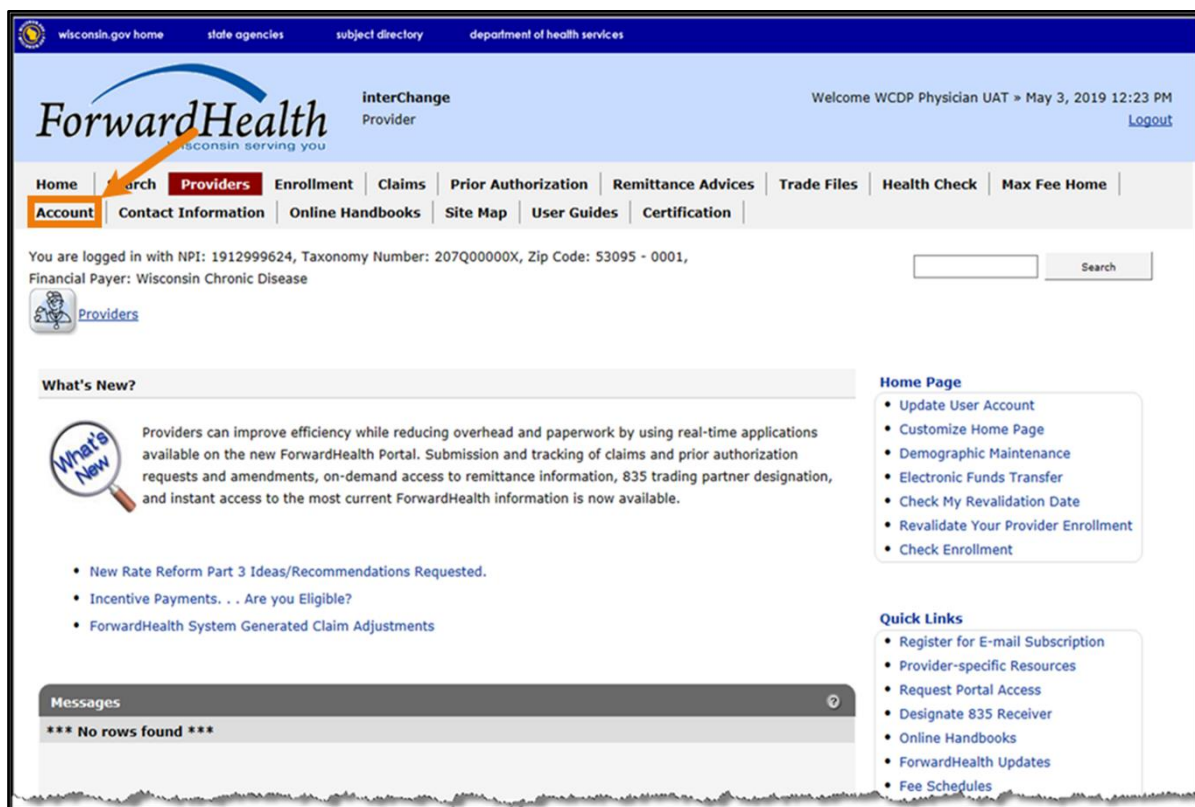 wisconsin.gov home state agencies subject directory department of health services
ForwardHealth
Wisconsin serving you
interChange
Provider
Welcome WCDP Physician UAT » May 3, 2019 12:23 PM
Logout
Home Search Providers Enrollment Claims Prior Authorization Remittance Advices Trade Files Health Check Max Fee Home
Account Contact Information Online Handbooks Site Map User Guides Certification
You are logged in with NPI: 1912999624, Taxonomy Number: 207Q00000X, Zip Code: 53095 - 0001,
Financial Payer: Wisconsin Chronic Disease
Search
Providers
What's New?
What's
New
Providers can improve efficiency while reducing overhead and paperwork by using real-time applications
available on the new ForwardHealth Portal. Submission and tracking of claims and prior authorization
requests and amendments, on-demand access to remittance information, 835 trading partner designation,
and instant access to the most current ForwardHealth information is now available.
• New Rate Reform Part 3 Ideas/Recommendations Requested.
• Incentive Payments. . . Are you Eligible?
• ForwardHealth System Generated Claim Adjustments
Messages
?
*** No rows found ***
Home Page
• Update User Account
• Customize Home Page
• Demographic Maintenance
• Electronic Funds Transfer
• Check My Revalidation Date
• Revalidate Your Provider Enrollment
• Check Enrollment
Quick Links
• Register for E-mail Subscription
• Provider-specific Resources
• Request Portal Access
• Designate 835 Receiver
• Online Handbooks
• ForwardHealth Updates
• Fee Schedules